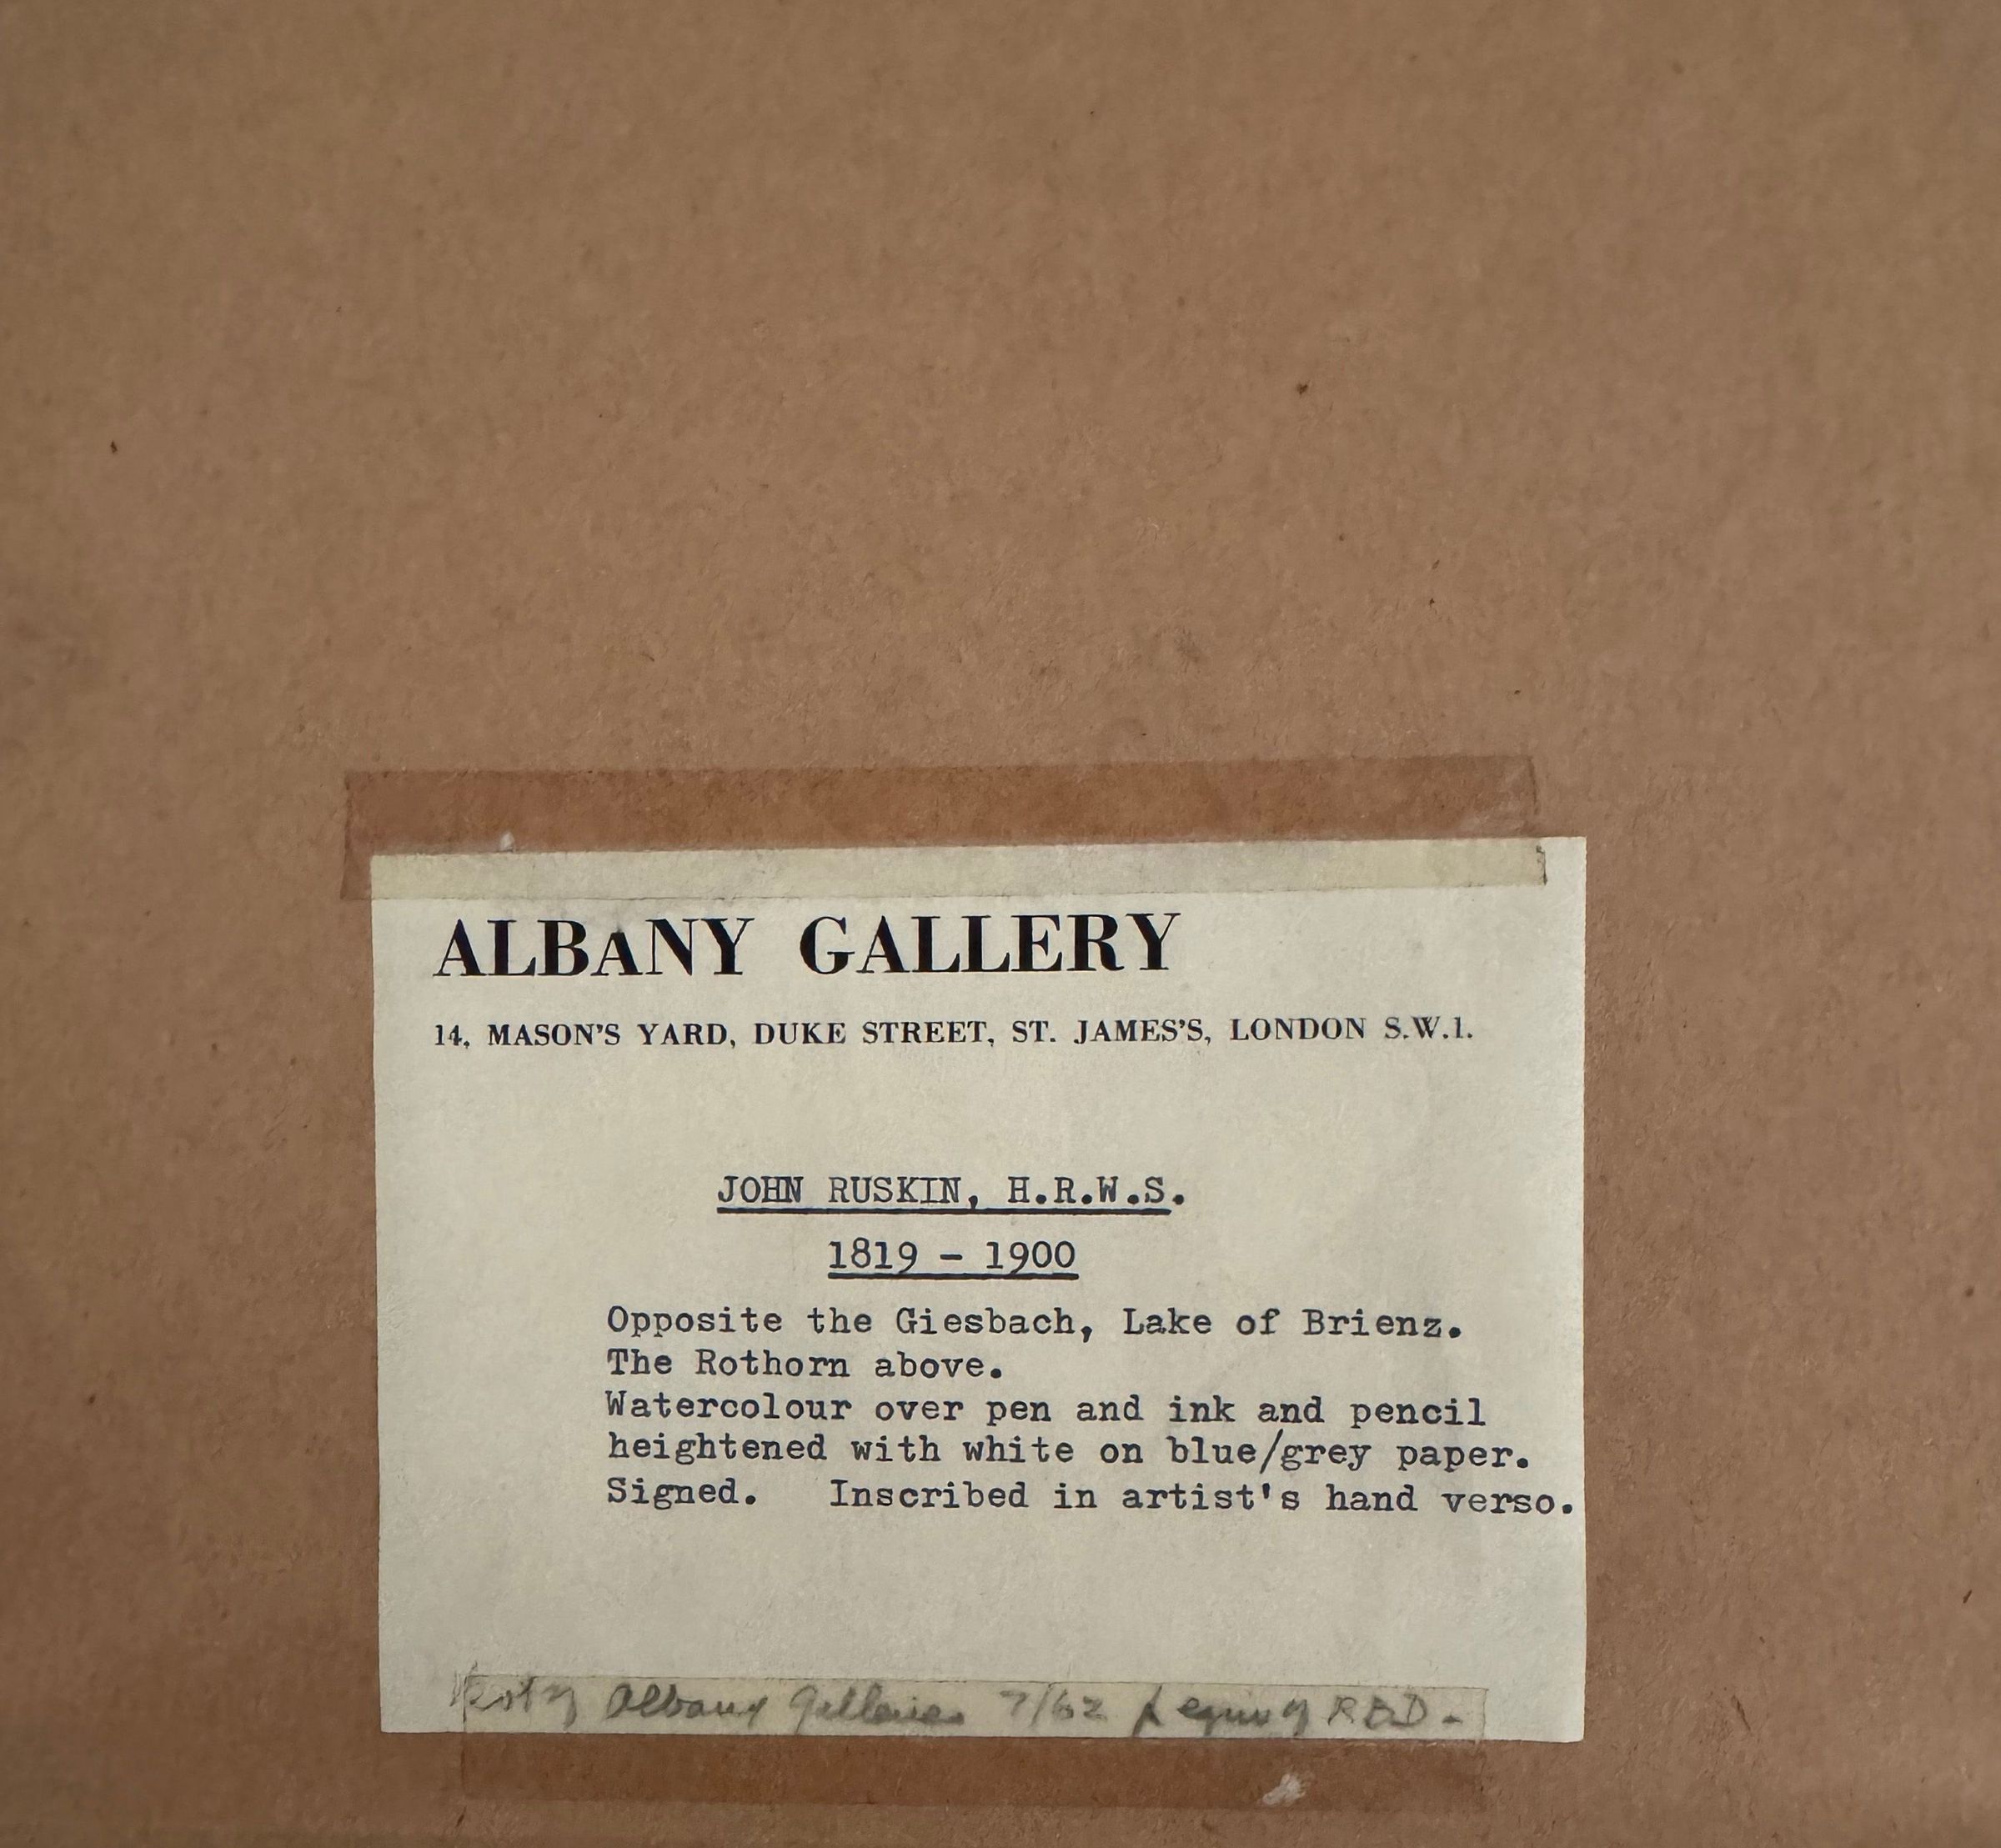 ALBANY GALLERY
14, MASON'S YARD, DUKE STREET, ST. JAMES'S, LONDON S.W.1.
JOHN RUSKIN, H.R.W.S.
1819 - 1900
Opposite the Giesbach, Lake of Brienz.
The Rothorn above.
Watercolour over pen and ink and pencil
heightened with white on blue/grey paper.
Signed. Inscribed in artist's hand verso.
Albany Galleries 7/62